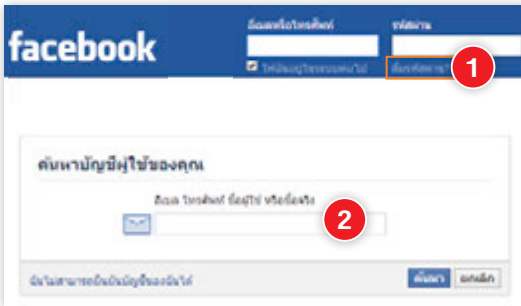 facebook
อีเมลหรือโทรศัพท์ รหัสผ่าน
ให้ฉันอยู่ในระบบต่อไป ลืมรหัสผ่าน
1
ค้นหาบัญชีผู้ใช้ของคุณ
อีเมล โทรศัพท์ ชื่อผู้ใช้ หรือชื่อจริง
2
ฉันไม่สามารถยืนยันบัญชีของฉันได้ ค้นหา ยกเลิก